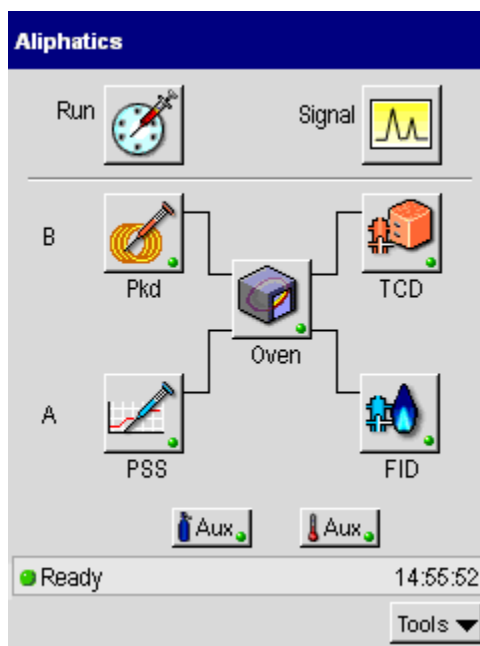 Aliphatics
Run Signal
B
Pkd TCD
Oven
A
PSS FID
Aux Aux
Ready 14:55:52
Tools